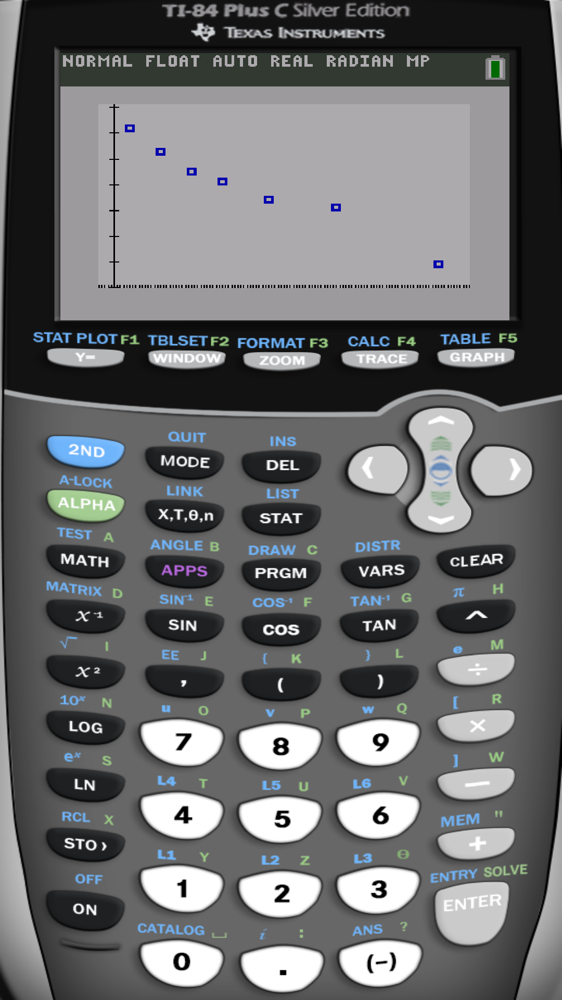 TI-84 Plus C Silver Edition
TEXAS INSTRUMENTS
NORMAL FLOAT AUTO REAL RADIAN MP
STAT PLOT F1 TBLSET F2 FORMAT F3 CALC F4 TABLE F5
Y= WINDOW ZOOM TRACE GRAPH
QUIT INS
2ND MODE DEL
A-LOCK LINK LIST
ALPHA X,T,θ,n STAT
TEST A ANGLE B DRAW C DISTR
MATH APPS PRGM VARS CLEAR
MATRIX D SIN⁻¹ E COS⁻¹ F TAN⁻¹ G π H
x⁻¹ SIN COS TAN ^
√ I EE J { K } L e M
x² , ( ) ÷
10ˣ N u O v P w Q [ R
LOG 7 8 9 ×
eˣ S L4 T L5 U L6 V ] W
LN 4 5 6 —
RCL X L1 Y L2 Z L3 θ MEM "
STO › 1 2 3 +
OFF CATALOG ⎵ i : ANS ? ENTRY SOLVE
ON 0 . (−) ENTER